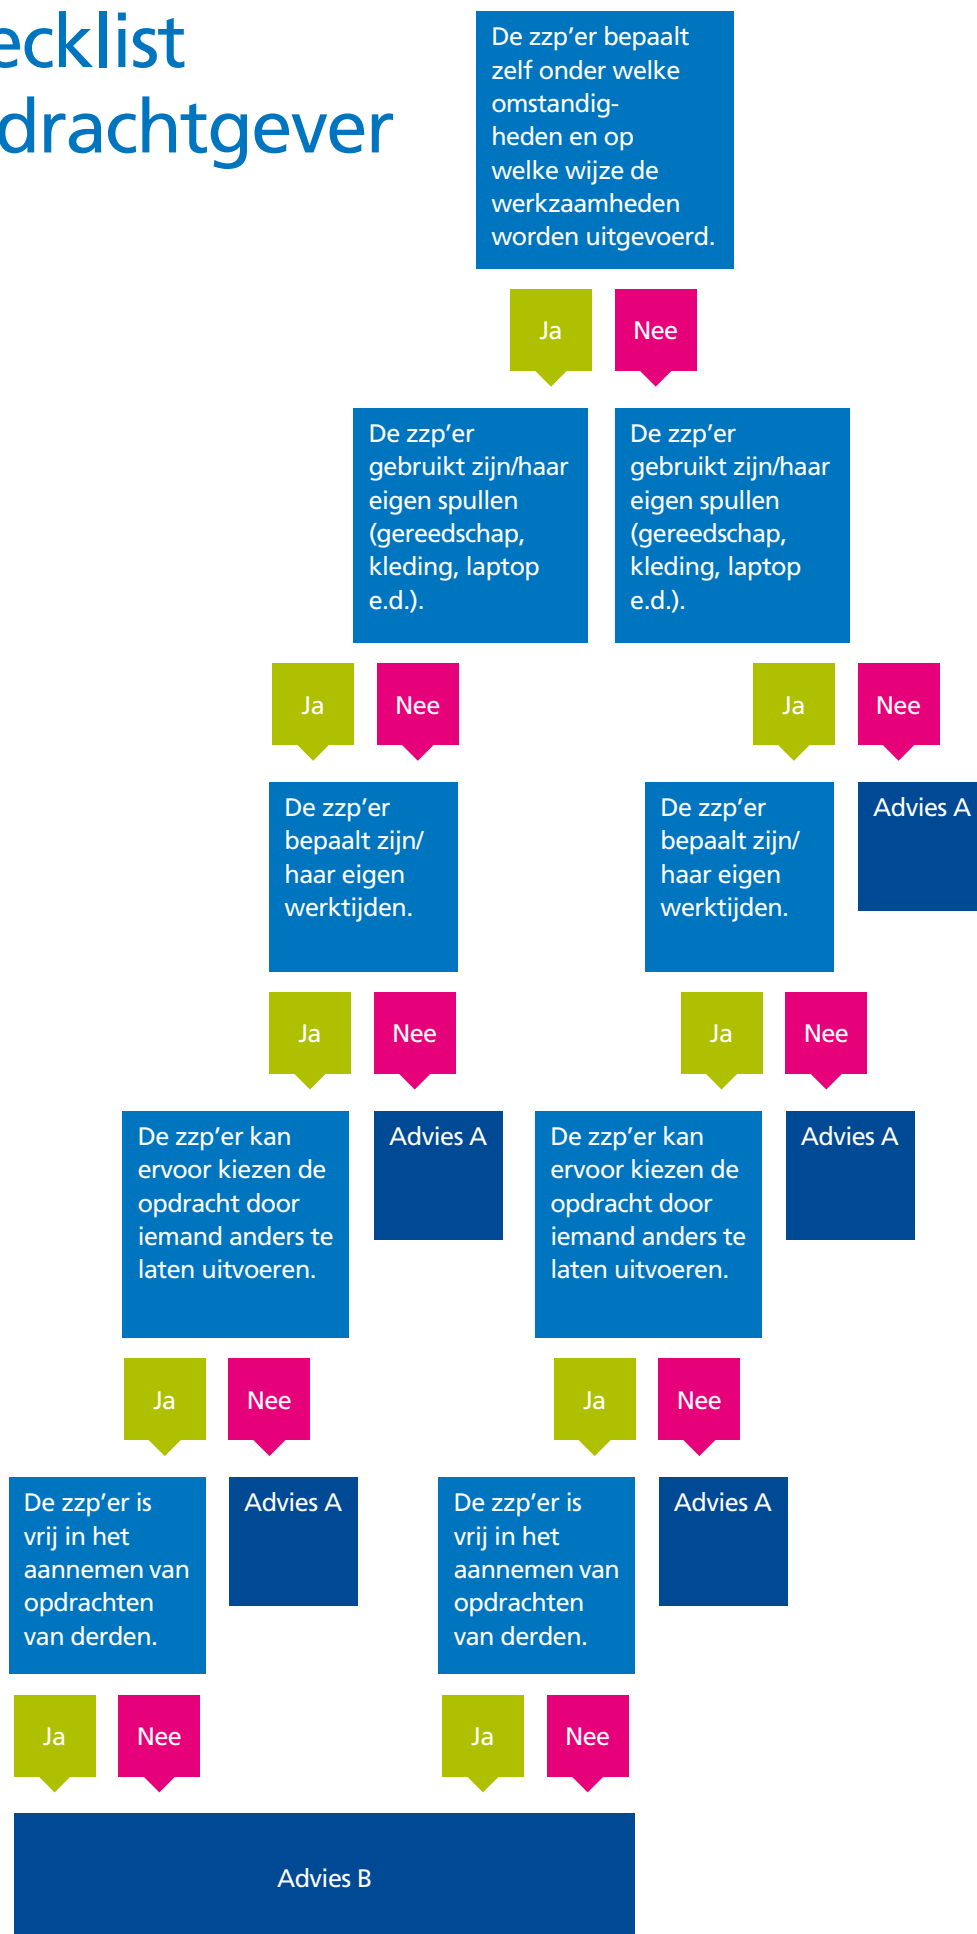 ecklist
drachtgever
De zzp’er bepaalt
zelf onder welke
omstandig-
heden en op
welke wijze de
werkzaamheden
worden uitgevoerd.
Ja
Nee
De zzp’er
gebruikt zijn/haar
eigen spullen
(gereedschap,
kleding, laptop
e.d.).
De zzp’er
gebruikt zijn/haar
eigen spullen
(gereedschap,
kleding, laptop
e.d.).
Ja
Nee
Ja
Nee
De zzp’er
bepaalt zijn/
haar eigen
werktijden.
De zzp’er
bepaalt zijn/
haar eigen
werktijden.
Advies A
Ja
Nee
Ja
Nee
De zzp’er kan
ervoor kiezen de
opdracht door
iemand anders te
laten uitvoeren.
Advies A
De zzp’er kan
ervoor kiezen de
opdracht door
iemand anders te
laten uitvoeren.
Advies A
Ja
Nee
Ja
Nee
De zzp’er is
vrij in het
aannemen van
opdrachten
van derden.
Advies A
De zzp’er is
vrij in het
aannemen van
opdrachten
van derden.
Advies A
Ja
Nee
Ja
Nee
Advies B